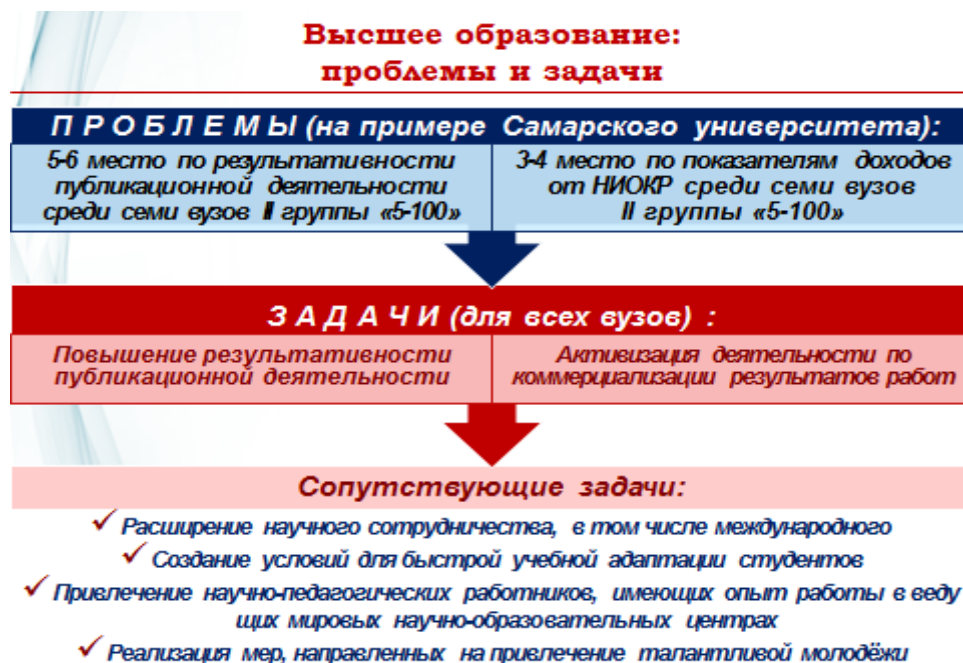 Высшее образование:
проблемы и задачи
П Р О Б Л Е М Ы (на примере Самарского университета):
5-6 место по результативности
публикационной деятельности
среди семи вузов II группы «5-100»
3-4 место по показателям доходов
от НИОКР среди семи вузов
II группы «5-100»
З А Д А Ч И (для всех вузов) :
Повышение результативности
публикационной деятельности
Активизация деятельности по
коммерциализации результатов работ
Сопутствующие задачи:
✓ Расширение научного сотрудничества, в том числе международного
✓ Создание условий для быстрой учебной адаптации студентов
✓ Привлечение научно-педагогических работников, имеющих опыт работы в веду
щих мировых научно-образовательных центрах
✓ Реализация мер, направленных на привлечение талантливой молодёжи